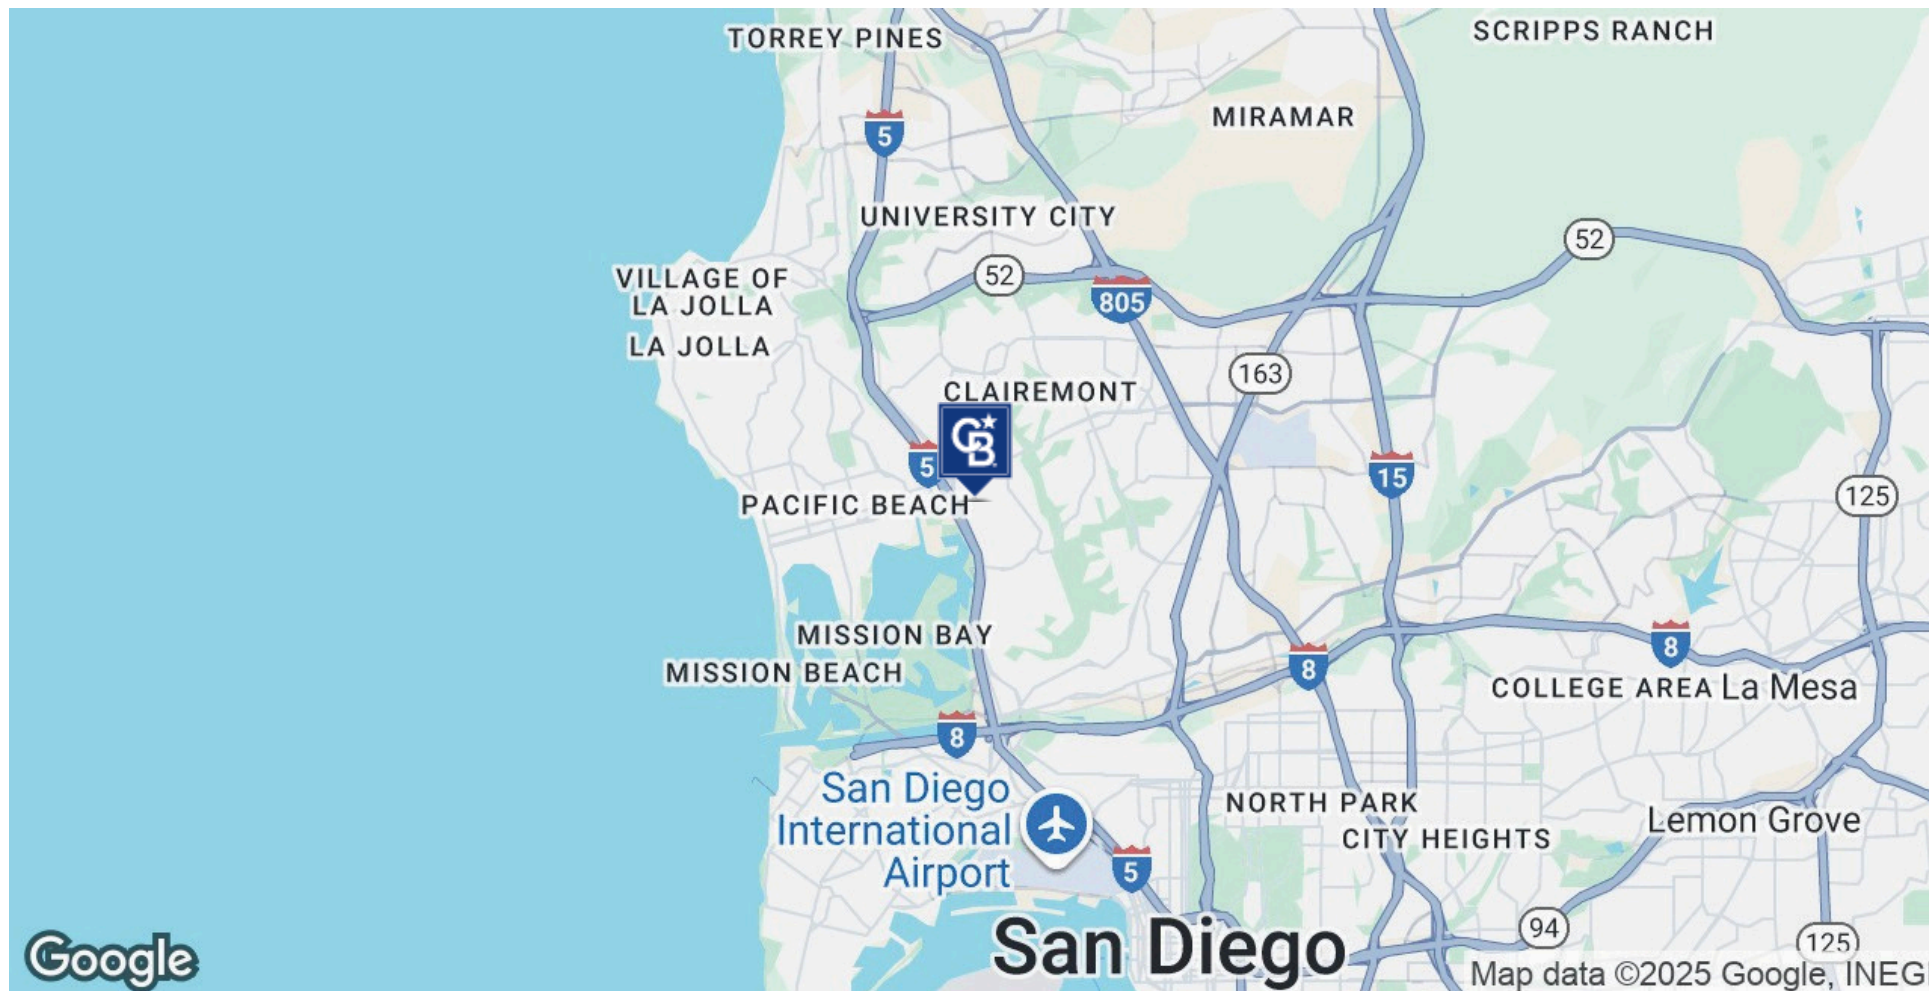 TORREY PINES
SCRIPPS RANCH
5
MIRAMAR
UNIVERSITY CITY
52
52
VILLAGE OF
LA JOLLA
805
LA JOLLA
163
CLAIREMONT
CB
5
15
PACIFIC BEACH
125
MISSION BAY
8
8
MISSION BEACH
COLLEGE AREA
La Mesa
8
San Diego
International
Airport
NORTH PARK
CITY HEIGHTS
Lemon Grove
5
94
125
San Diego
Google
Map data ©2025 Google, INEG